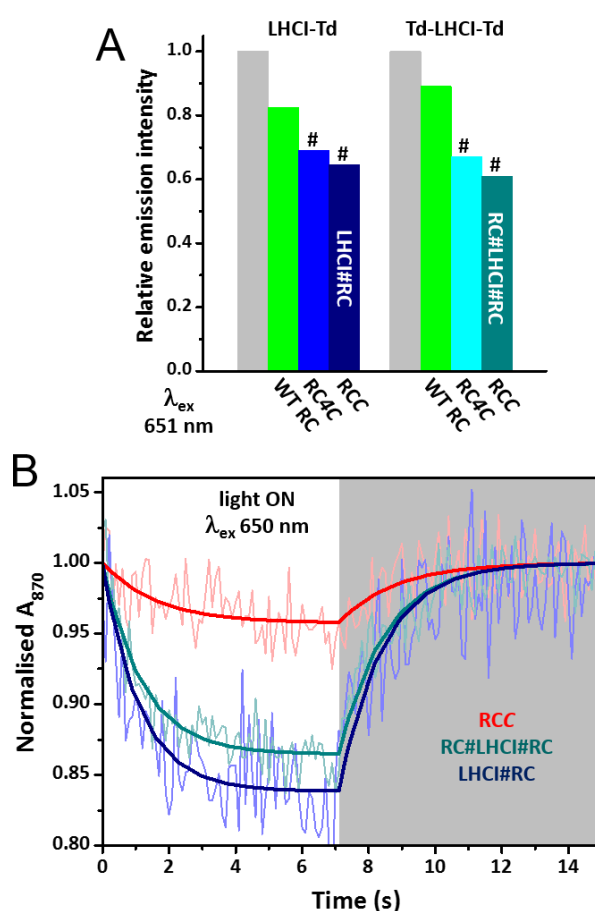 A
LHCI-Td
Td-LHCI-Td
Relative emission intensity
1.0
0.8
0.6
0.4
0.2
0.0
#
#
#
#
LHCI#RC
RC#LHCI#RC
λex
651 nm
WT RC
RC4C
RCC
WT RC
RC4C
RCC
B
light ON
λex 650 nm
Normalised A870
1.05
1.00
0.95
0.90
0.85
0.80
RCC
RC#LHCI#RC
LHCI#RC
0
2
4
6
8
10
12
14
Time (s)